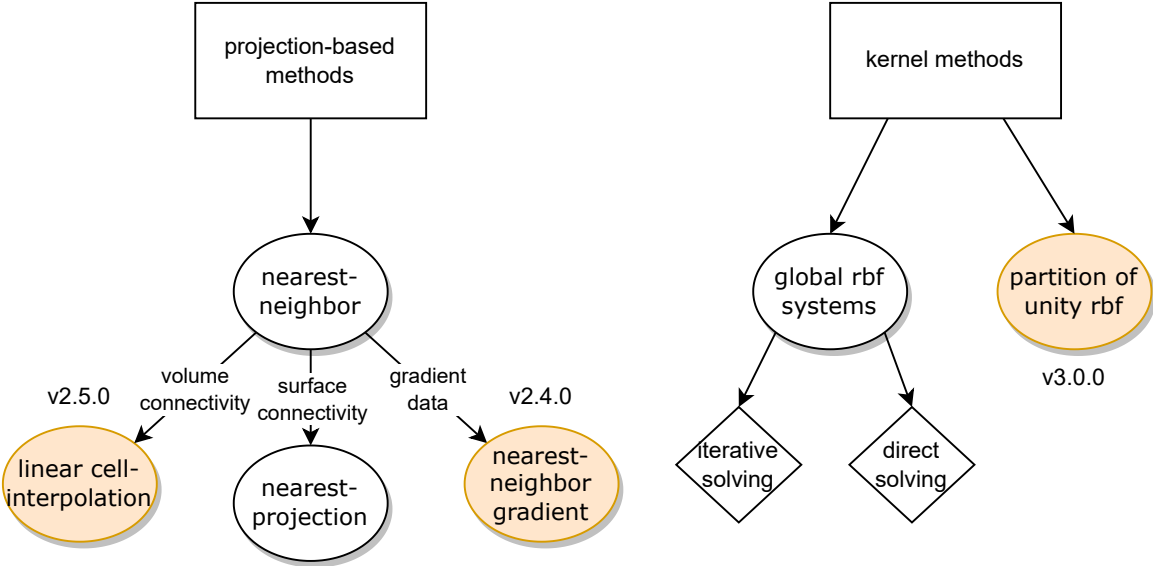 projection-based
methods
kernel methods
nearest-
neighbor
global rbf
systems
partition of
unity rbf
volume
connectivity
surface
connectivity
gradient
data
v2.5.0
v2.4.0
v3.0.0
linear cell-
interpolation
nearest-
projection
nearest-
neighbor
gradient
iterative
solving
direct
solving